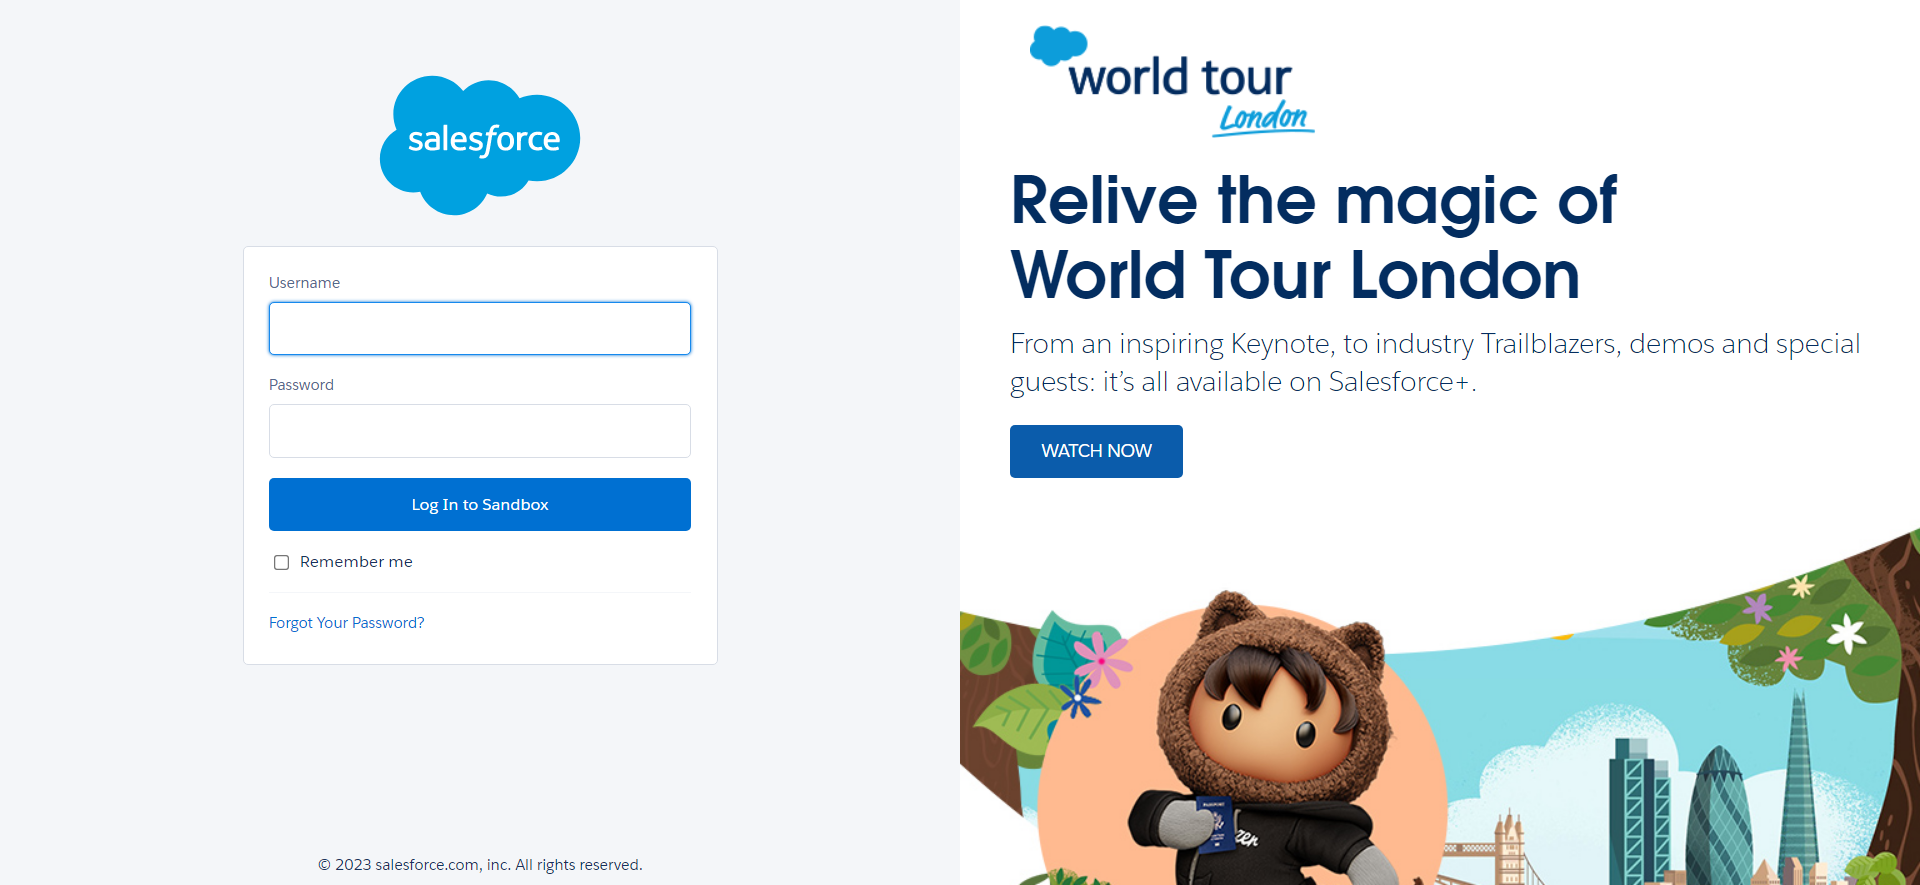 salesforce
Username
Password
Log In to Sandbox
Remember me
Forgot Your Password?
© 2023 salesforce.com, inc. All rights reserved.
world tour
London
Relive the magic of
World Tour London
From an inspiring Keynote, to industry Trailblazers, demos and special
guests: it’s all available on Salesforce+.
WATCH NOW
PASSPORT